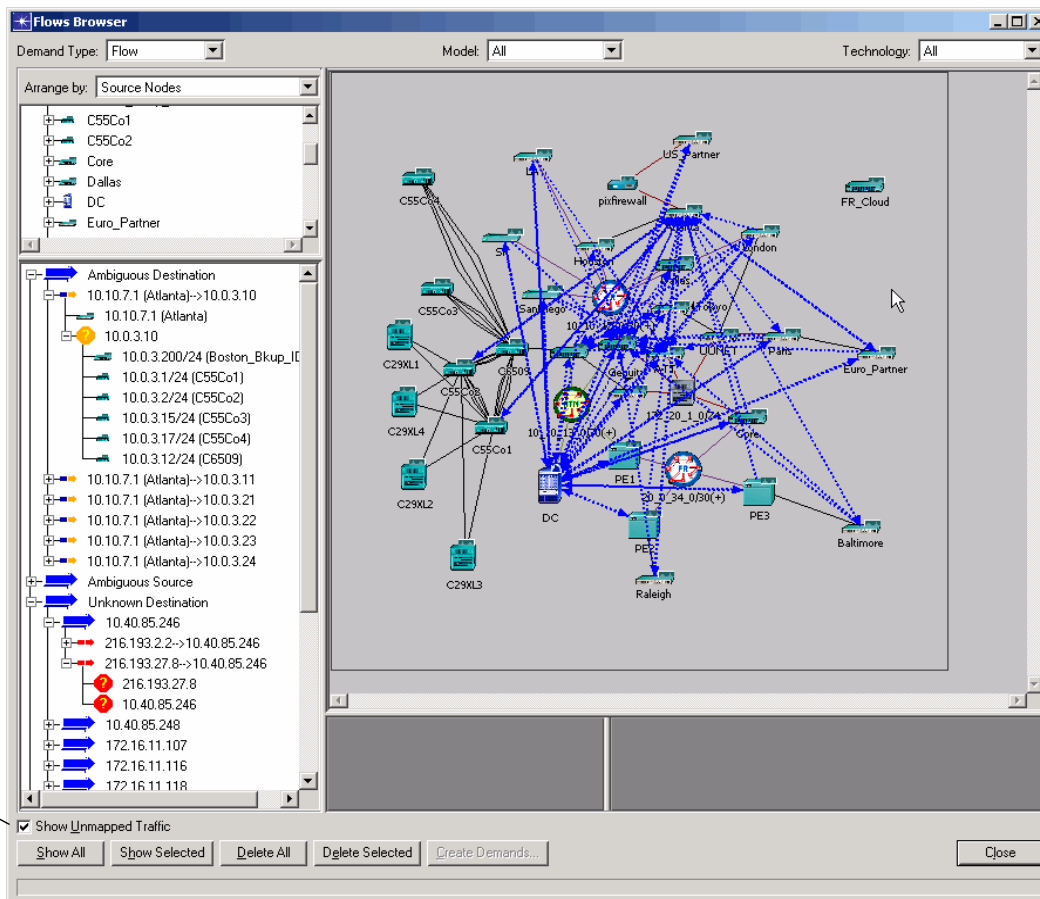 Flows Browser
Demand Type: Flow
Model: All
Technology: All
Arrange by: Source Nodes
C55Co1
C55Co2
Core
Dallas
DC
Euro_Partner
Ambiguous Destination
10.10.7.1 (Atlanta)-->10.0.3.10
10.10.7.1 (Atlanta)
10.0.3.10
10.0.3.200/24 (Boston_Bkup_I
10.0.3.1/24 (C55Co1)
10.0.3.2/24 (C55Co2)
10.0.3.15/24 (C55Co3)
10.0.3.17/24 (C55Co4)
10.0.3.12/24 (C6509)
10.10.7.1 (Atlanta)-->10.0.3.11
10.10.7.1 (Atlanta)-->10.0.3.21
10.10.7.1 (Atlanta)-->10.0.3.22
10.10.7.1 (Atlanta)-->10.0.3.23
10.10.7.1 (Atlanta)-->10.0.3.24
Ambiguous Source
Unknown Destination
10.40.85.246
216.193.2.2-->10.40.85.246
216.193.27.8-->10.40.85.246
216.193.27.8
10.40.85.246
10.40.85.248
172.16.11.107
172.16.11.116
172.16.11.118
US_Partner
C55Co4
pixfirewall
FR_Cloud
London
Houston
C55Co3
C29XL1
C6509
UUNET
Paris
Euro_Partner
C29XL4
C55Co1
Core
PE1
FR
20_0_34_0/30(+)
C29XL2
DC
PE3
PE2
Baltimore
C29XL3
Raleigh
Show Unmapped Traffic
Show All
Show Selected
Delete All
Delete Selected
Create Demands...
Close